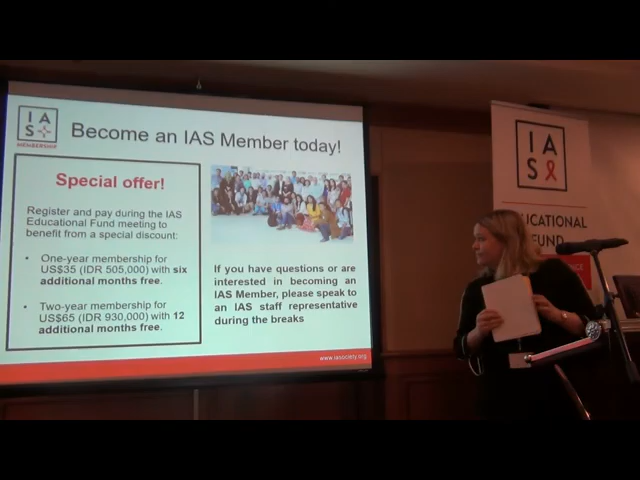 IAS
MEMBERSHIP
Become an IAS Member today!
Special offer!
Register and pay during the IAS
Educational Fund meeting to
benefit from a special discount:
• One-year membership for
US$35 (IDR 505,000) with six
additional months free.
• Two-year membership for
US$65 (IDR 930,000) with 12
additional months free.
If you have questions or are
interested in becoming an
IAS Member, please speak to
an IAS staff representative
during the breaks
www.iasociety.org
IAS
UCATIONAL
FUND